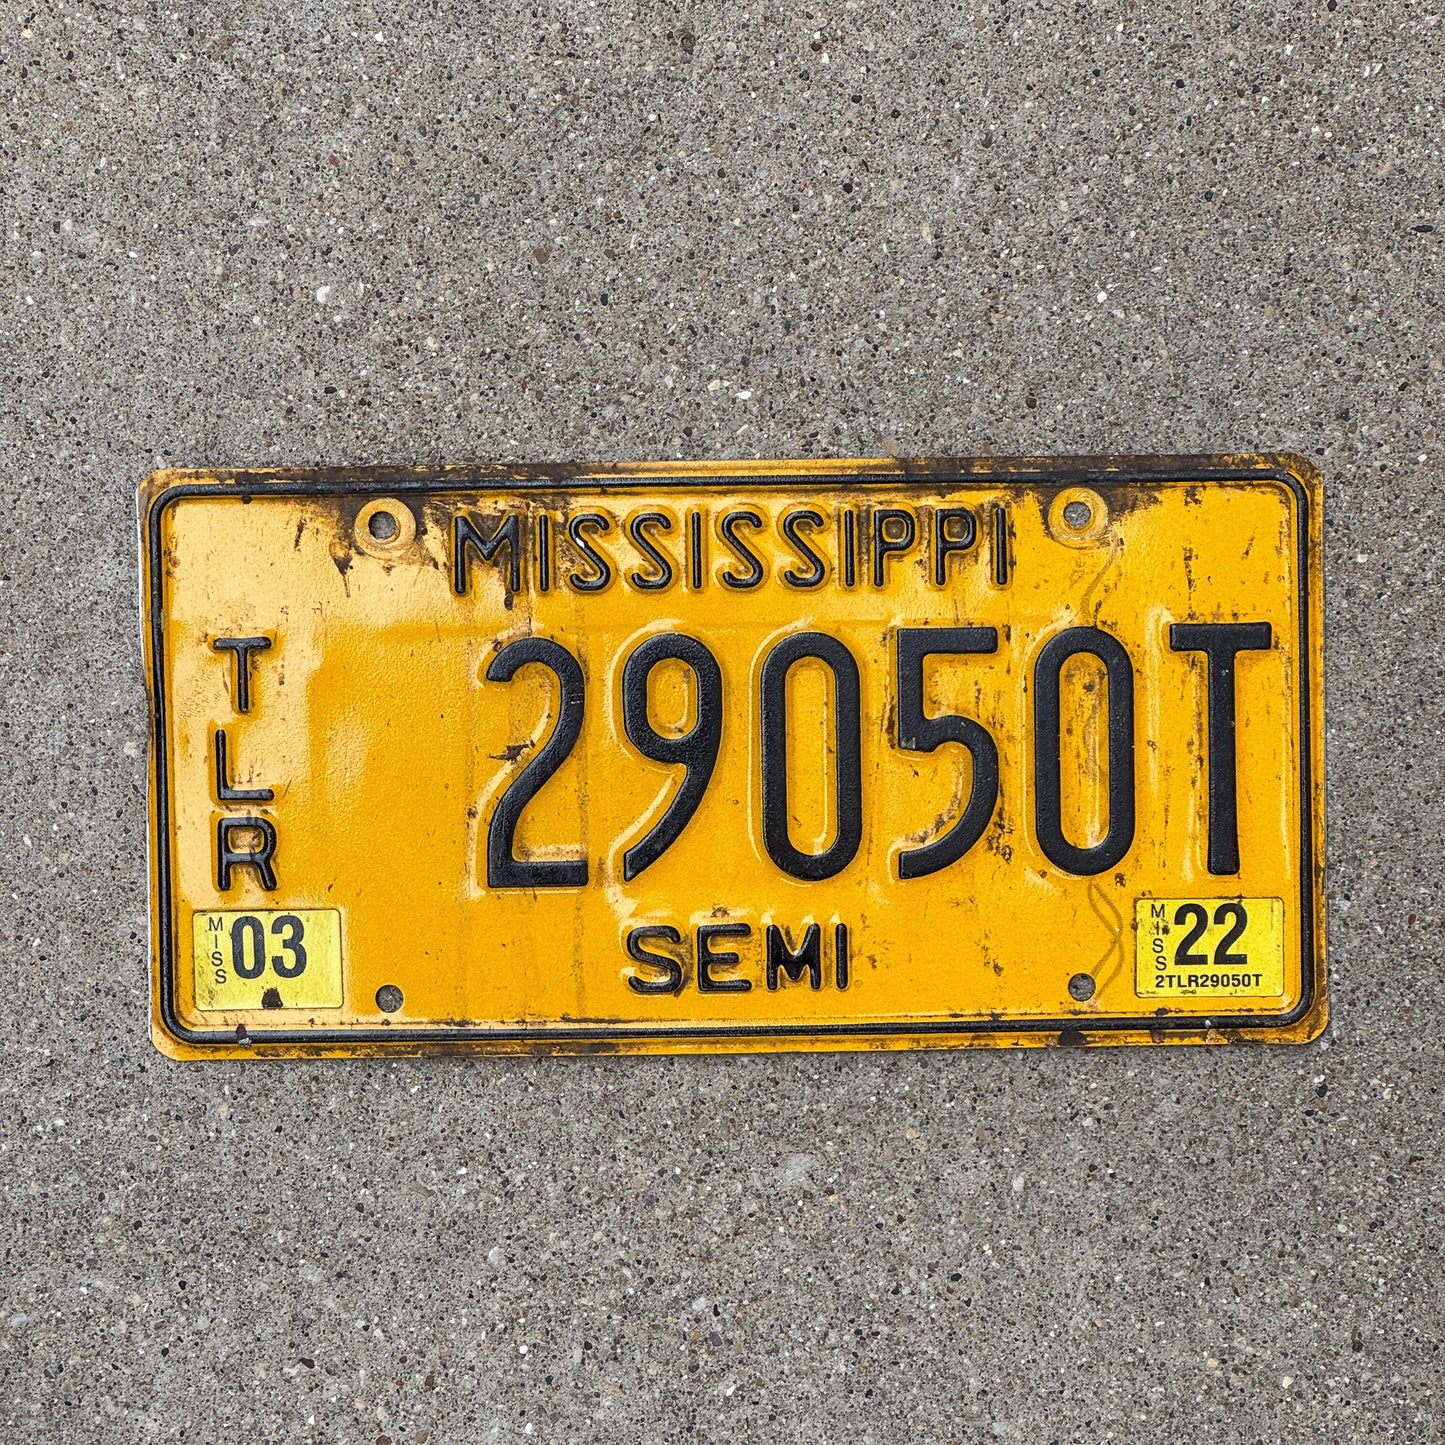 MISSISSIPPI
TLR
29050T
SEMI
MISS 03
MISS 22
2TLR29050T